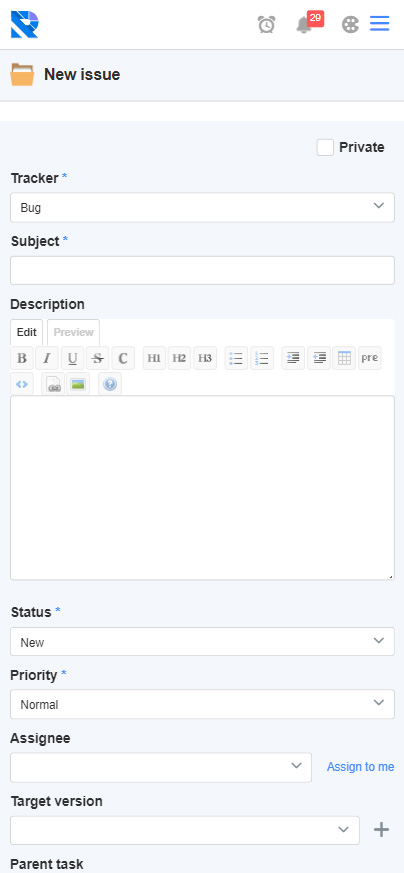 29
New issue
Private
Tracker *
Bug
Subject *
Description
Edit Preview
B I U S C H1 H2 H3 pre
Status *
New
Priority *
Normal
Assignee
Assign to me
Target version
Parent task